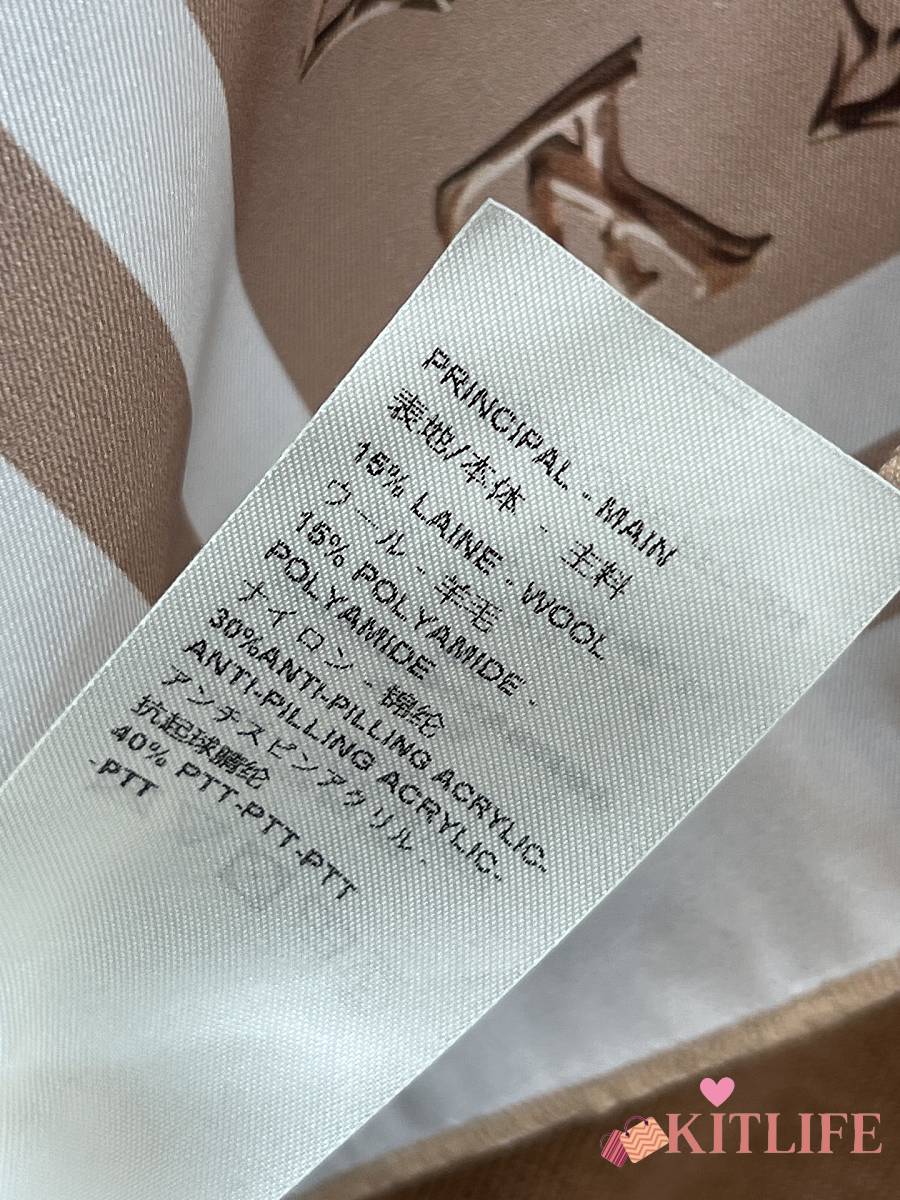 PRINCIPAL - MAIN
表地/本体 - 主料
15% LAINE - WOOL
ウール - 羊毛
15% POLYAMIDE -
POLYAMIDE
ナイロン - 锦纶
30%ANTI-PILLING ACRYLIC-
ANTI-PILLING ACRYLIC-
アンチスピンアクリル -
抗起球腈纶
40% PTT-PTT-PTT
-PTT
KITLIFE